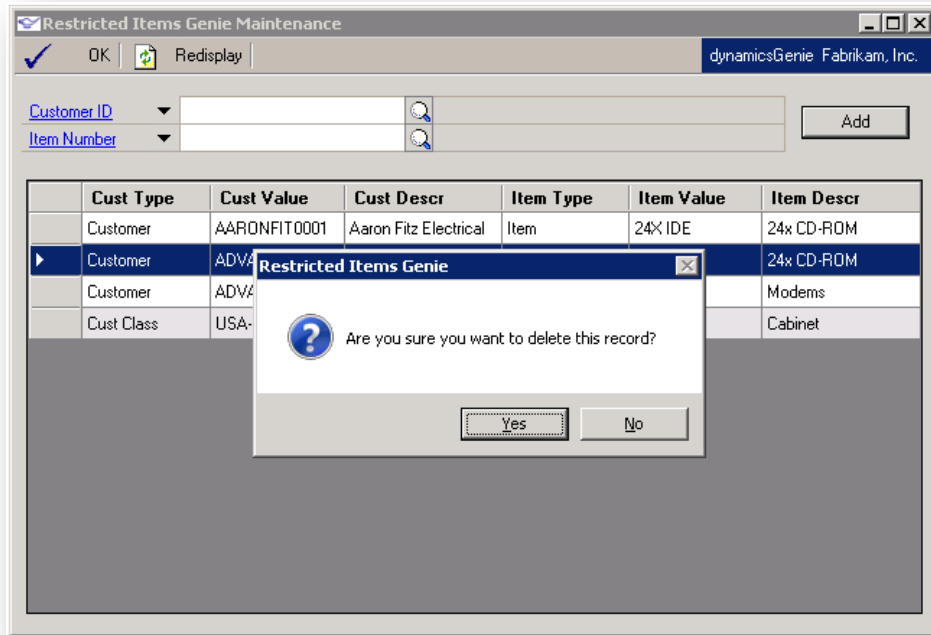 Restricted Items Genie Maintenance
OK Redisplay dynamicsGenie Fabrikam, Inc.
Customer ID
Add
Item Number
Cust Type Cust Value Cust Descr Item Type Item Value Item Descr
Customer AARONFIT0001 Aaron Fitz Electrical Item 24X IDE 24x CD-ROM
Customer ADVA 24x CD-ROM
Restricted Items Genie
Customer ADVA Modems
Cust Class USA- Cabinet
Are you sure you want to delete this record?
Yes No